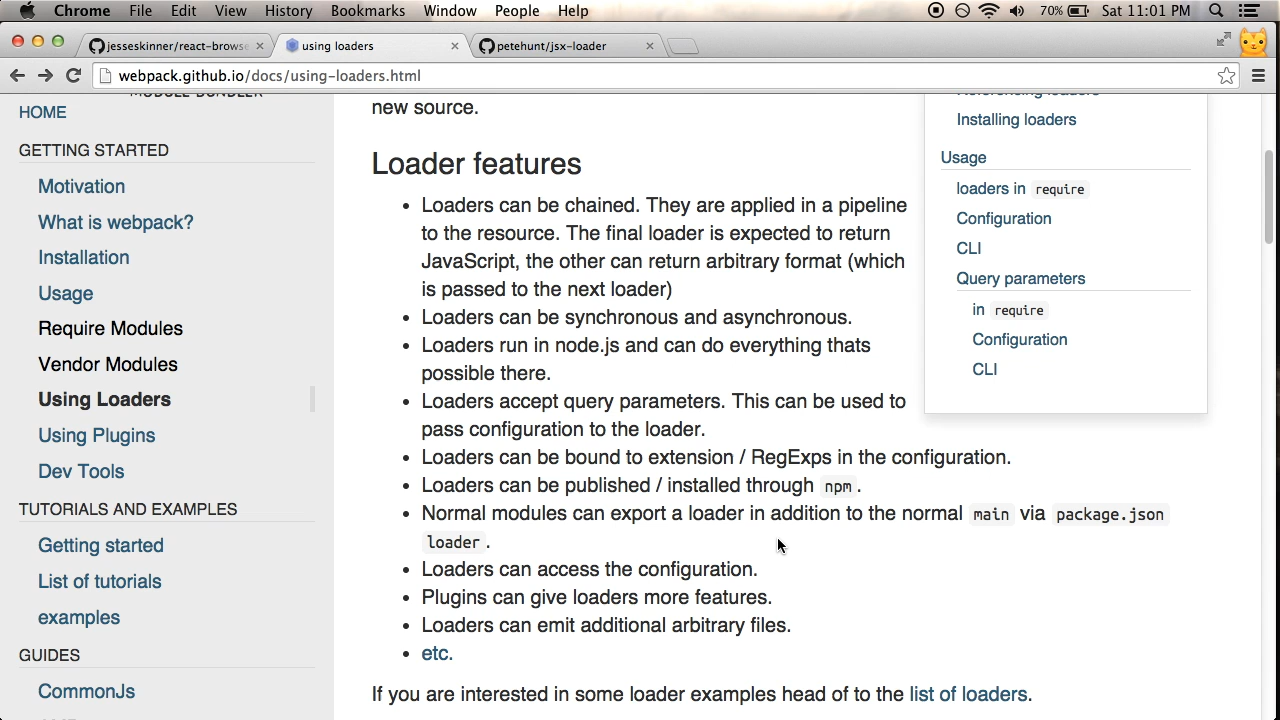 Chrome File Edit View History Bookmarks Window People Help 70% Sat 11:01 PM
jesseskinner/react-browse using loaders petehunt/jsx-loader
webpack.github.io/docs/using-loaders.html
HOME
GETTING STARTED
Motivation
What is webpack?
Installation
Usage
Require Modules
Vendor Modules
Using Loaders
Using Plugins
Dev Tools
TUTORIALS AND EXAMPLES
Getting started
List of tutorials
examples
GUIDES
CommonJs
new source.
Loader features
• Loaders can be chained. They are applied in a pipeline
to the resource. The final loader is expected to return
JavaScript, the other can return arbitrary format (which
is passed to the next loader)
• Loaders can be synchronous and asynchronous.
• Loaders run in node.js and can do everything thats
possible there.
• Loaders accept query parameters. This can be used to
pass configuration to the loader.
• Loaders can be bound to extension / RegExps in the configuration.
• Loaders can be published / installed through npm.
• Normal modules can export a loader in addition to the normal main via package.json
loader.
• Loaders can access the configuration.
• Plugins can give loaders more features.
• Loaders can emit additional arbitrary files.
• etc.
If you are interested in some loader examples head of to the list of loaders.
Referencing loaders
Installing loaders
Usage
loaders in require
Configuration
CLI
Query parameters
in require
Configuration
CLI